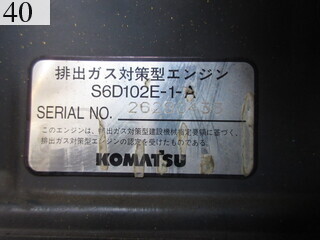 40
排出ガス対策型エンジン
S6D102E-1-A
SERIAL NO.
このエンジンは、排出ガス対策型建設機械指定要領に基づく、
排出ガス対策型エンジンの認定を受けたものである。
KOMATSU